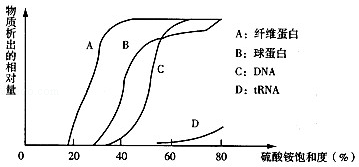 物质析出的相对量
A
B
C
D
A：纤维蛋白
B：球蛋白
C：DNA
D：tRNA
0
20
40
60
80
硫酸铵饱和度（%）